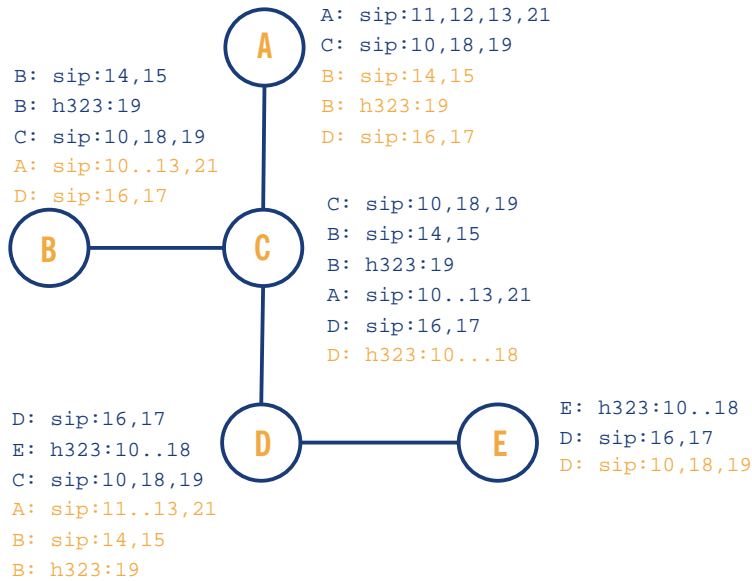 A
A: sip:11,12,13,21
C: sip:10,18,19
B: sip:14,15
B: h323:19
D: sip:16,17
B: sip:14,15
B: h323:19
C: sip:10,18,19
A: sip:10..13,21
D: sip:16,17
B
C
C: sip:10,18,19
B: sip:14,15
B: h323:19
A: sip:10..13,21
D: sip:16,17
D: h323:10...18
D: sip:16,17
E: h323:10..18
C: sip:10,18,19
A: sip:11..13,21
B: sip:14,15
B: h323:19
D
E
E: h323:10..18
D: sip:16,17
D: sip:10,18,19